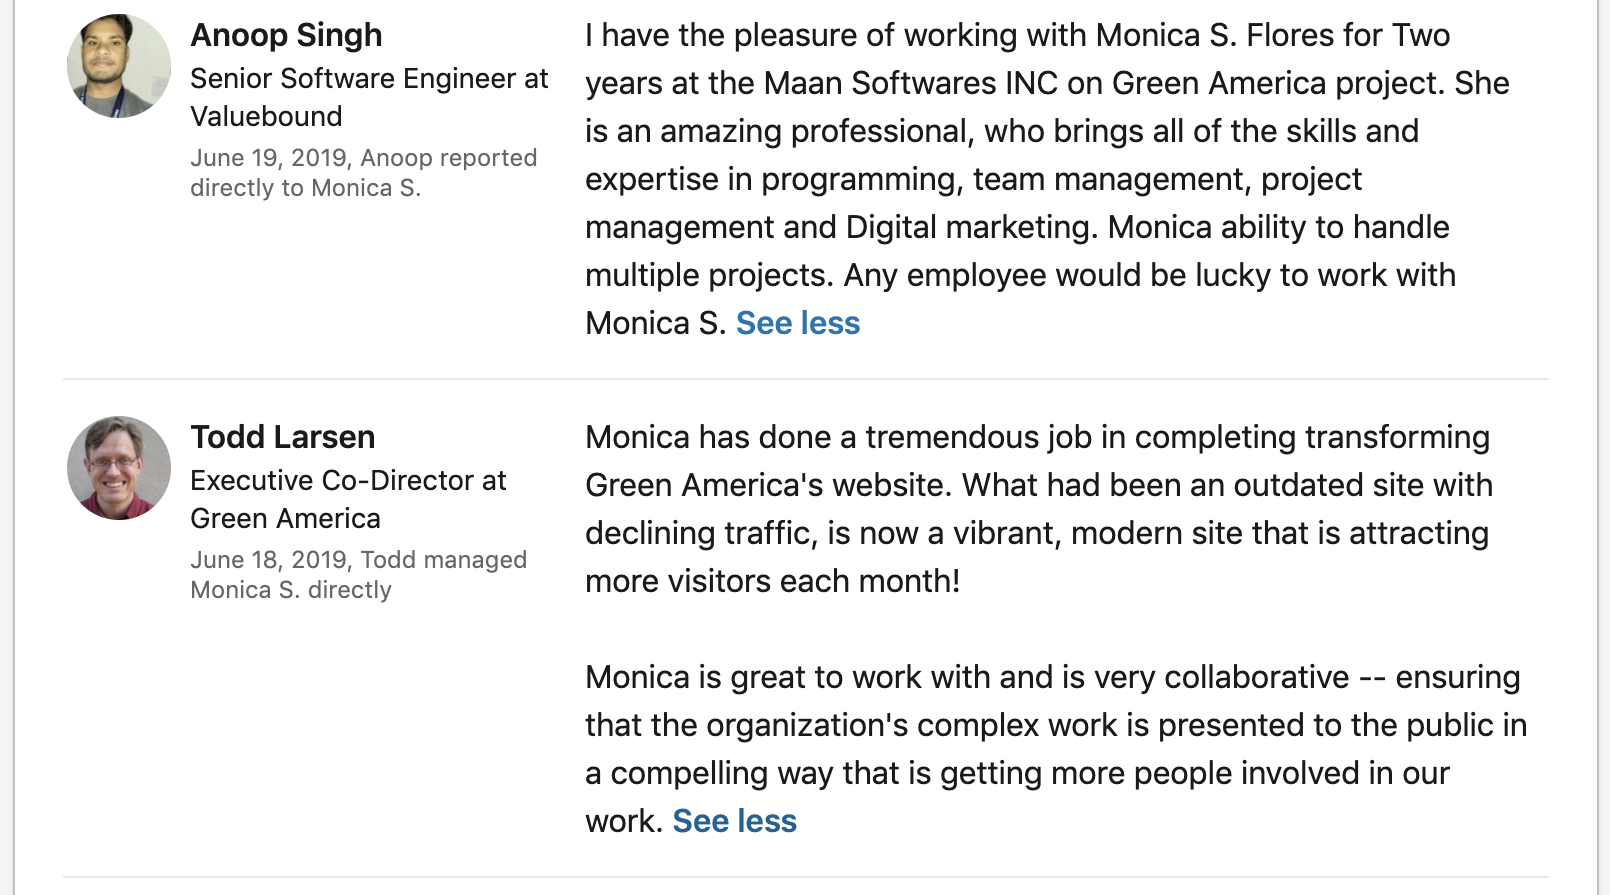 Anoop Singh
Senior Software Engineer at
Valuebound
June 19, 2019, Anoop reported
directly to Monica S.
I have the pleasure of working with Monica S. Flores for Two
years at the Maan Softwares INC on Green America project. She
is an amazing professional, who brings all of the skills and
expertise in programming, team management, project
management and Digital marketing. Monica ability to handle
multiple projects. Any employee would be lucky to work with
Monica S. See less
Todd Larsen
Executive Co-Director at
Green America
June 18, 2019, Todd managed
Monica S. directly
Monica has done a tremendous job in completing transforming
Green America's website. What had been an outdated site with
declining traffic, is now a vibrant, modern site that is attracting
more visitors each month!
Monica is great to work with and is very collaborative -- ensuring
that the organization's complex work is presented to the public in
a compelling way that is getting more people involved in our
work. See less